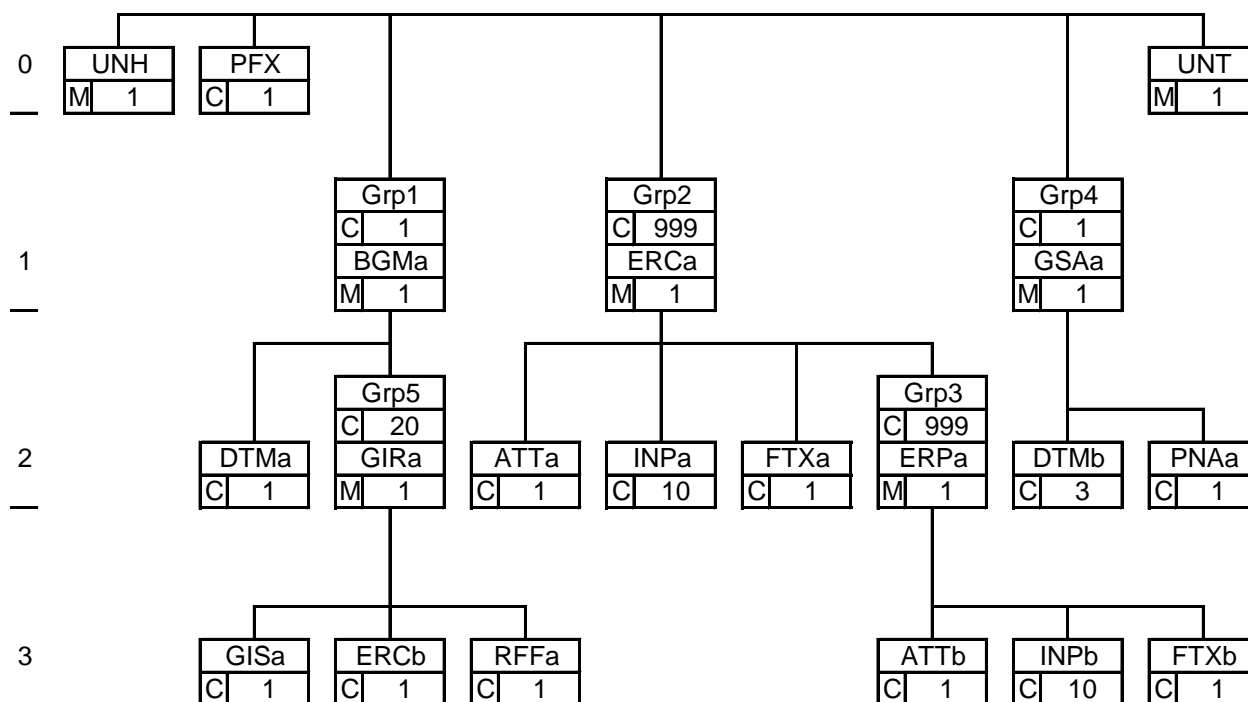 0 UNH PFX UNT
M 1 C 1 M 1
Grp1 Grp2 Grp4
C 1 C 999 C 1
1 BGMa ERCa GSAa
M 1 M 1 M 1
Grp5 Grp3
C 20 C 999
2 DTMa GIRa ATTa INPa FTXa ERPa DTMb PNAa
C 1 M 1 C 1 C 10 C 1 M 1 C 3 C 1
3 GISa ERCb RFFa ATTb INPb FTXb
C 1 C 1 C 1 C 1 C 10 C 1